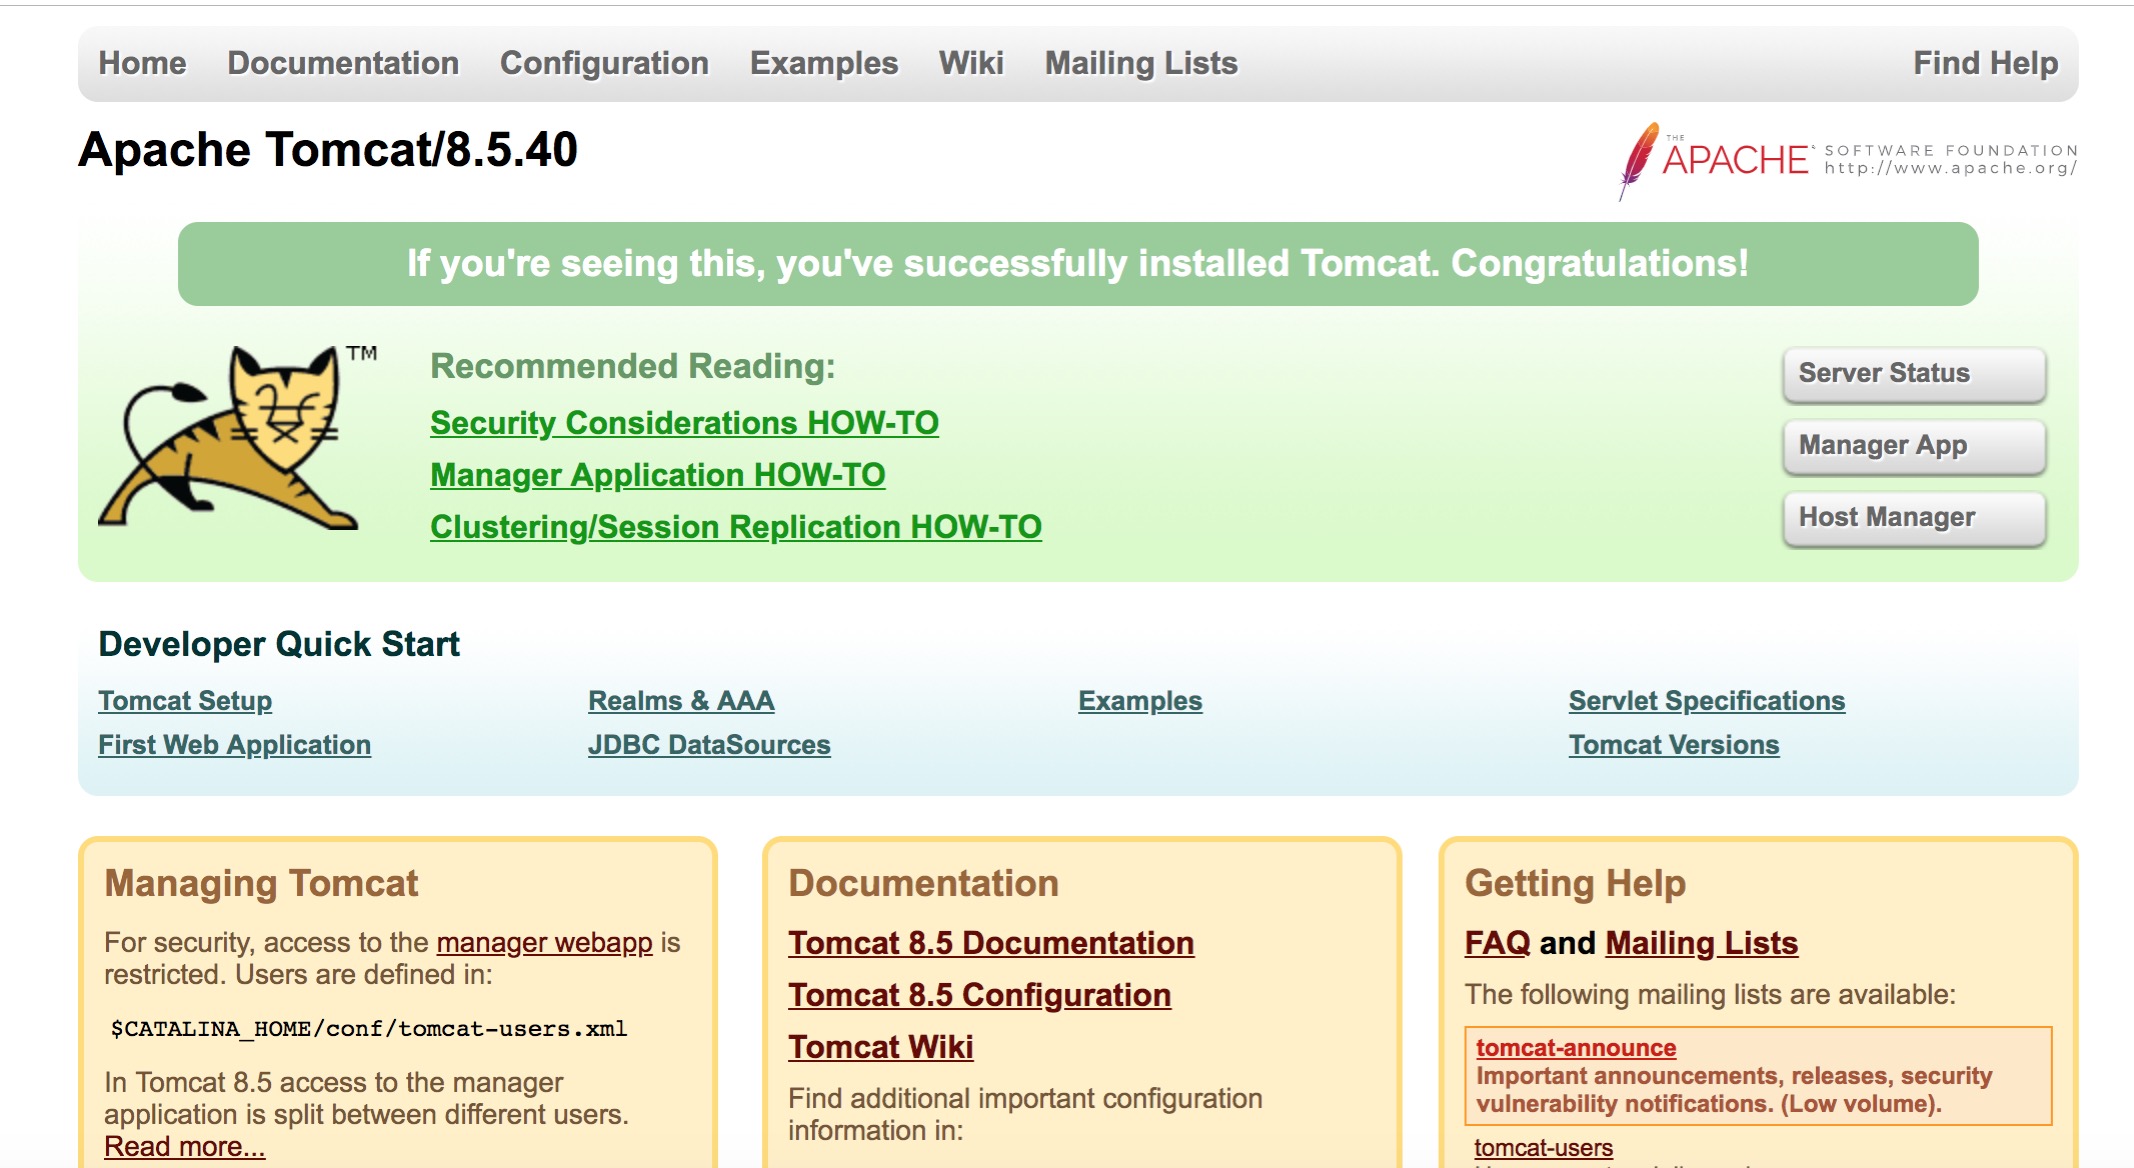 Home Documentation Configuration Examples Wiki Mailing Lists Find Help
Apache Tomcat/8.5.40
THE
APACHE
SOFTWARE FOUNDATION
http://www.apache.org/
If you're seeing this, you've successfully installed Tomcat. Congratulations!
TM
Recommended Reading:
Security Considerations HOW-TO
Manager Application HOW-TO
Clustering/Session Replication HOW-TO
Server Status
Manager App
Host Manager
Developer Quick Start
Tomcat Setup
First Web Application
Realms & AAA
JDBC DataSources
Examples
Servlet Specifications
Tomcat Versions
Managing Tomcat
For security, access to the manager webapp is
restricted. Users are defined in:
$CATALINA_HOME/conf/tomcat-users.xml
In Tomcat 8.5 access to the manager
application is split between different users.
Read more...
Documentation
Tomcat 8.5 Documentation
Tomcat 8.5 Configuration
Tomcat Wiki
Find additional important configuration
information in:
Getting Help
FAQ and Mailing Lists
The following mailing lists are available:
tomcat-announce
Important announcements, releases, security
vulnerability notifications. (Low volume).
tomcat-users